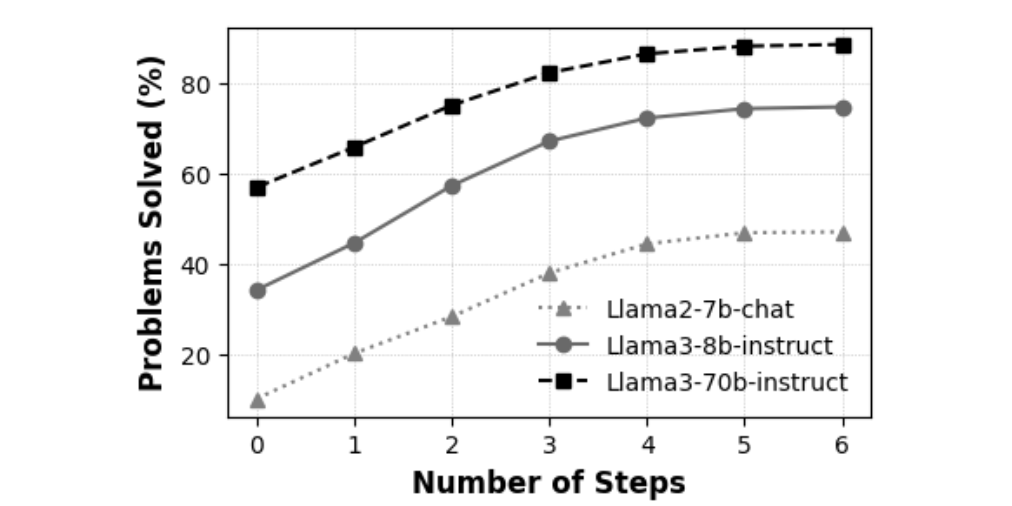 Problems Solved (%)
80
60
40
20
Llama2-7b-chat
Llama3-8b-instruct
Llama3-70b-instruct
0 1 2 3 4 5 6
Number of Steps